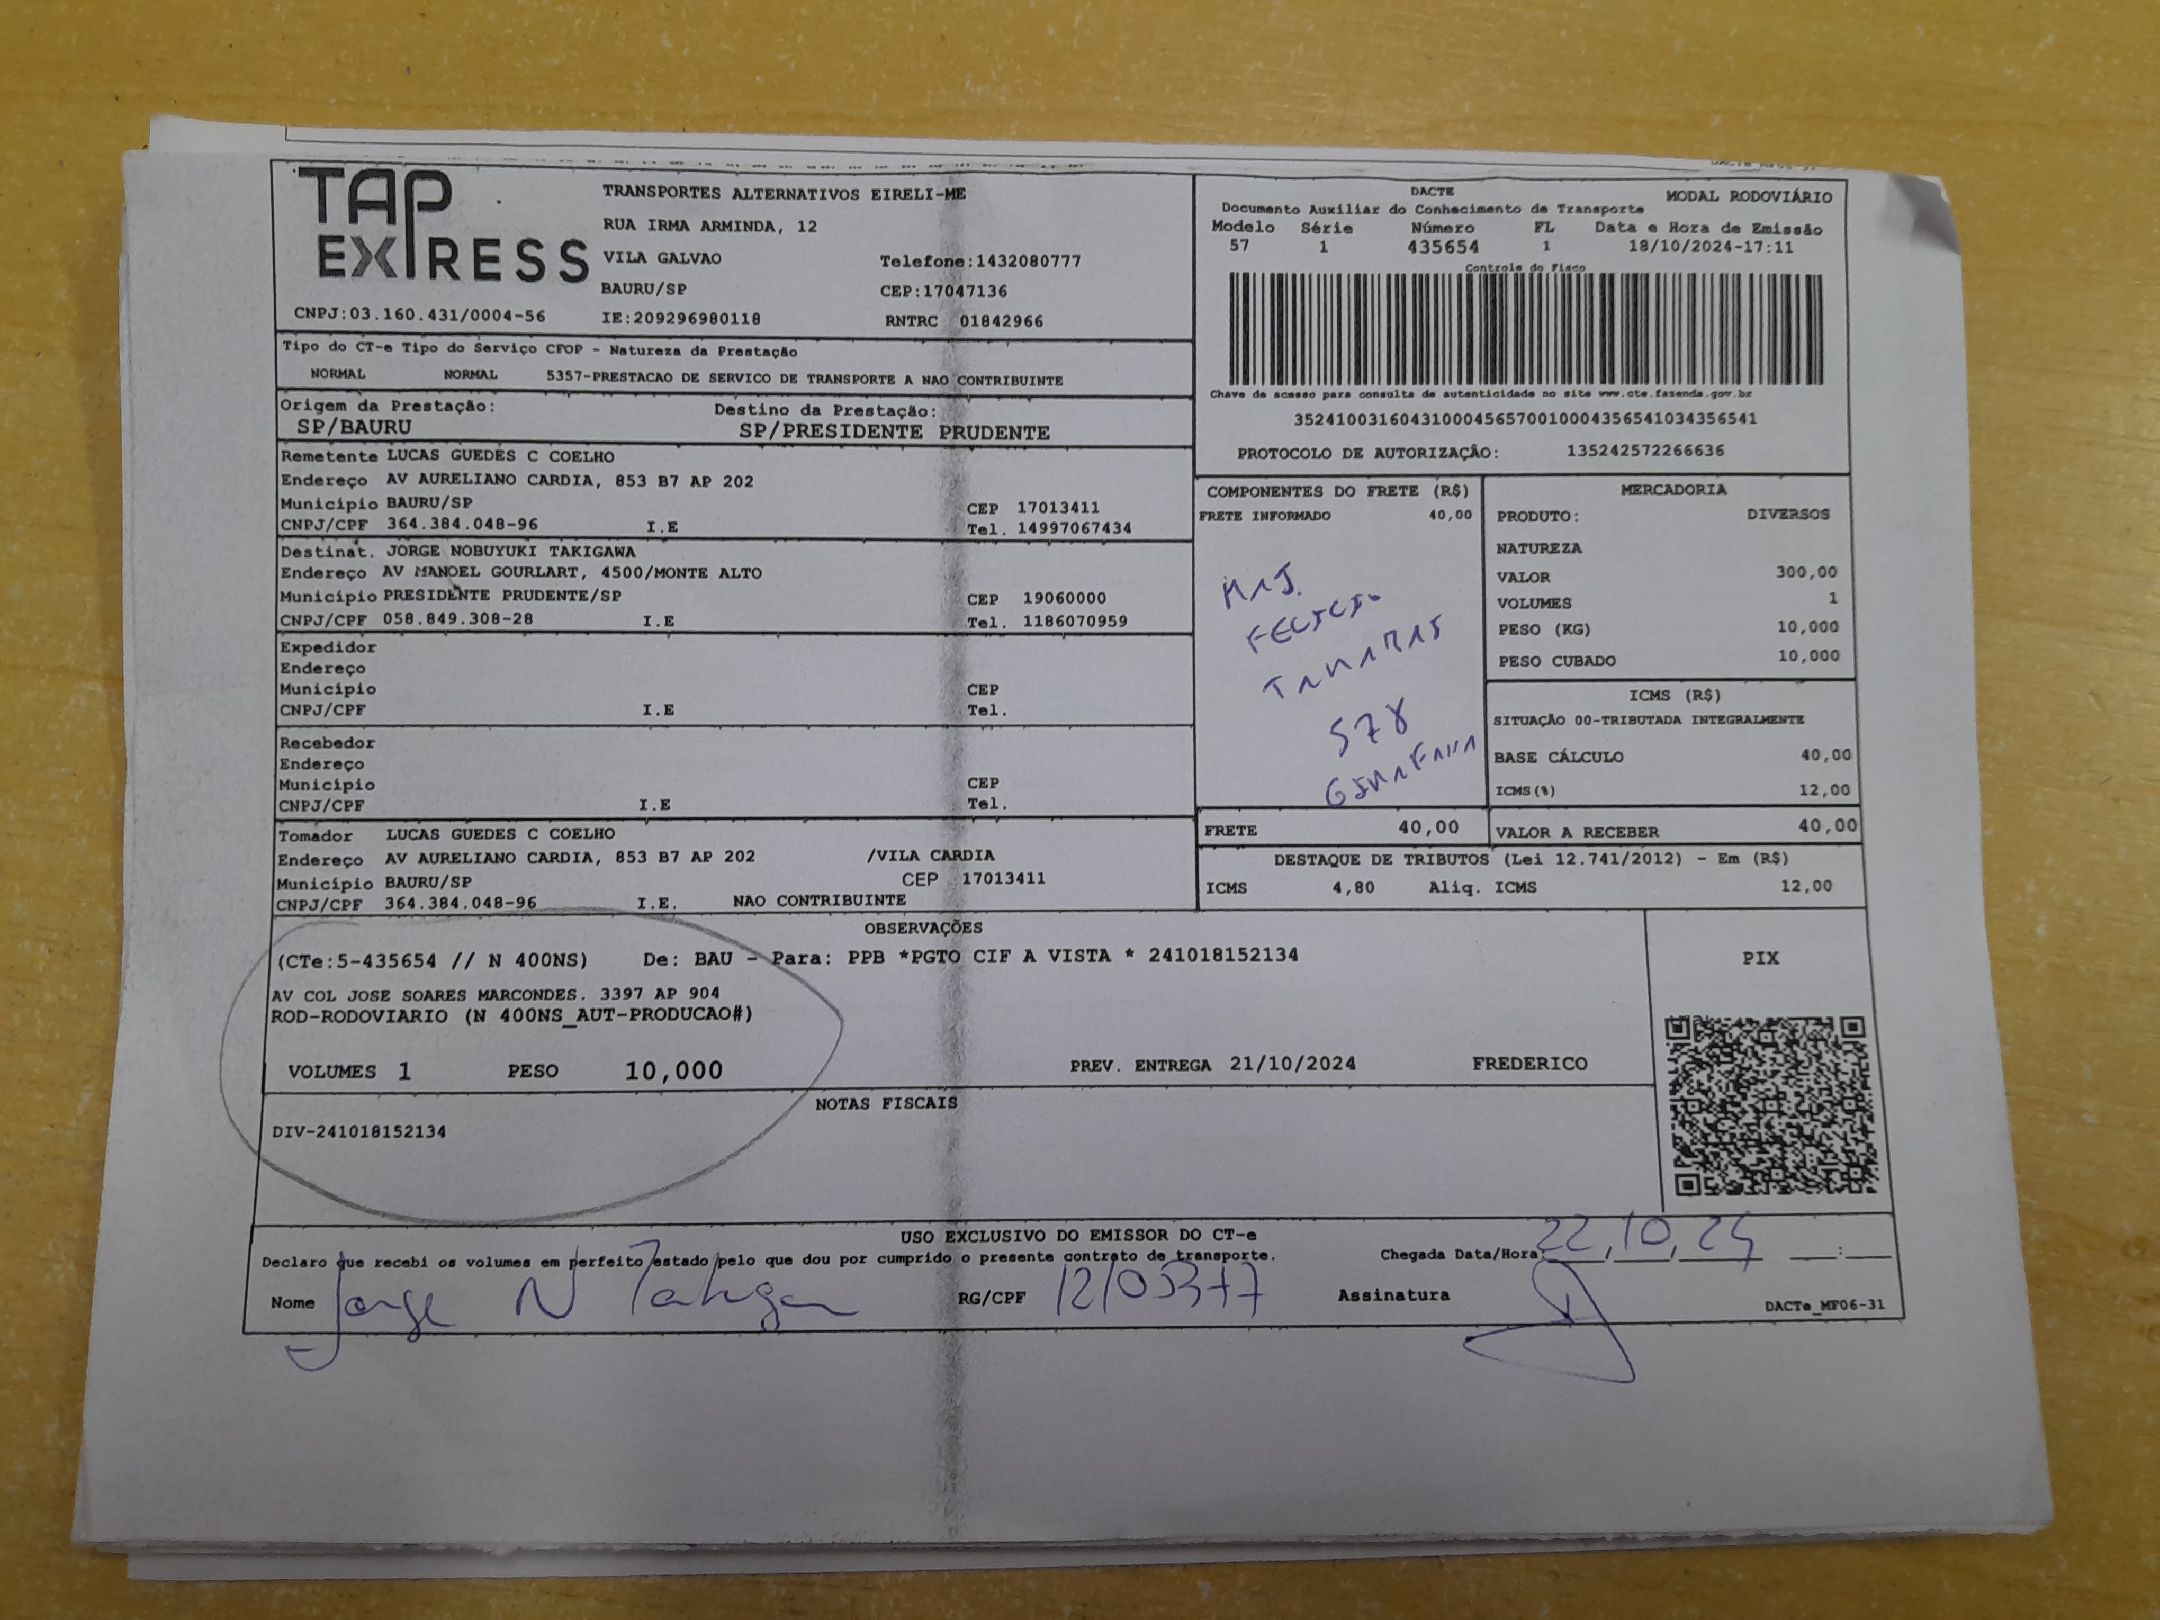 TAP EXPRESS
TRANSPORTES ALTERNATIVOS EIRELI-ME
RUA IRMA ARMINDA, 12
VILA GALVAO Telefone:1432080777
BAURU/SP CEP:17047136
CNPJ:03.160.431/0004-56 IE:209296980118 RNTRC 01842966
DACTE MODAL RODOVIÁRIO
Documento Auxiliar do Conhecimento de Transporte
Modelo Série Número FL Data e Hora de Emissão
57 1 435654 1 18/10/2024-17:11
Controle do Fisco
Chave de acesso para consulta de autenticidade no site www.cte.fazenda.gov.br
35241003160431000456570010004356541034356541
PROTOCOLO DE AUTORIZAÇÃO: 135242572266636
Tipo do CT-e Tipo do Serviço CFOP - Natureza da Prestação
NORMAL NORMAL 5357-PRESTACAO DE SERVICO DE TRANSPORTE A NAO CONTRIBUINTE
Origem da Prestação: Destino da Prestação:
SP/BAURU SP/PRESIDENTE PRUDENTE
Remetente LUCAS GUEDES C COELHO
Endereço AV AURELIANO CARDIA, 853 B7 AP 202
Município BAURU/SP CEP 17013411
CNPJ/CPF 364.384.048-96 I.E Tel. 14997067434
Destinat. JORGE NOBUYUKI TAKIGAWA
Endereço AV MANOEL GOURLART, 4500/MONTE ALTO
Município PRESIDENTE PRUDENTE/SP CEP 19060000
CNPJ/CPF 058.849.308-28 I.E Tel. 1186070959
Expedidor
Endereço
Município CEP
CNPJ/CPF I.E Tel.
Recebedor
Endereço
Município CEP
CNPJ/CPF I.E Tel.
Tomador LUCAS GUEDES C COELHO
Endereço AV AURELIANO CARDIA, 853 B7 AP 202 /VILA CARDIA
Município BAURU/SP CEP 17013411
CNPJ/CPF 364.384.048-96 I.E. NAO CONTRIBUINTE
COMPONENTES DO FRETE (R$)
FRETE INFORMADO 40,00
578
FRETE 40,00
MERCADORIA
PRODUTO: DIVERSOS
NATUREZA
VALOR 300,00
VOLUMES 1
PESO (KG) 10,000
PESO CUBADO 10,000
ICMS (R$)
SITUAÇÃO 00-TRIBUTADA INTEGRALMENTE
BASE CÁLCULO 40,00
ICMS(%) 12,00
VALOR A RECEBER 40,00
DESTAQUE DE TRIBUTOS (Lei 12.741/2012) - Em (R$)
ICMS 4,80 Aliq. ICMS 12,00
OBSERVAÇÕES
(CTe:5-435654 // N 400NS) De: BAU - Para: PPB *PGTO CIF A VISTA * 241018152134
AV COL JOSE SOARES MARCONDES. 3397 AP 904
ROD-RODOVIARIO (N 400NS_AUT-PRODUCAO#)
VOLUMES 1 PESO 10,000 PREV. ENTREGA 21/10/2024 FREDERICO
PIX
NOTAS FISCAIS
DIV-241018152134
USO EXCLUSIVO DO EMISSOR DO CT-e
Declaro que recebi os volumes em perfeito estado pelo que dou por cumprido o presente contrato de transporte. Chegada Data/Hora: 22,10,24 :
Nome Jorge N RG/CPF Assinatura
DACTe_MF06-31